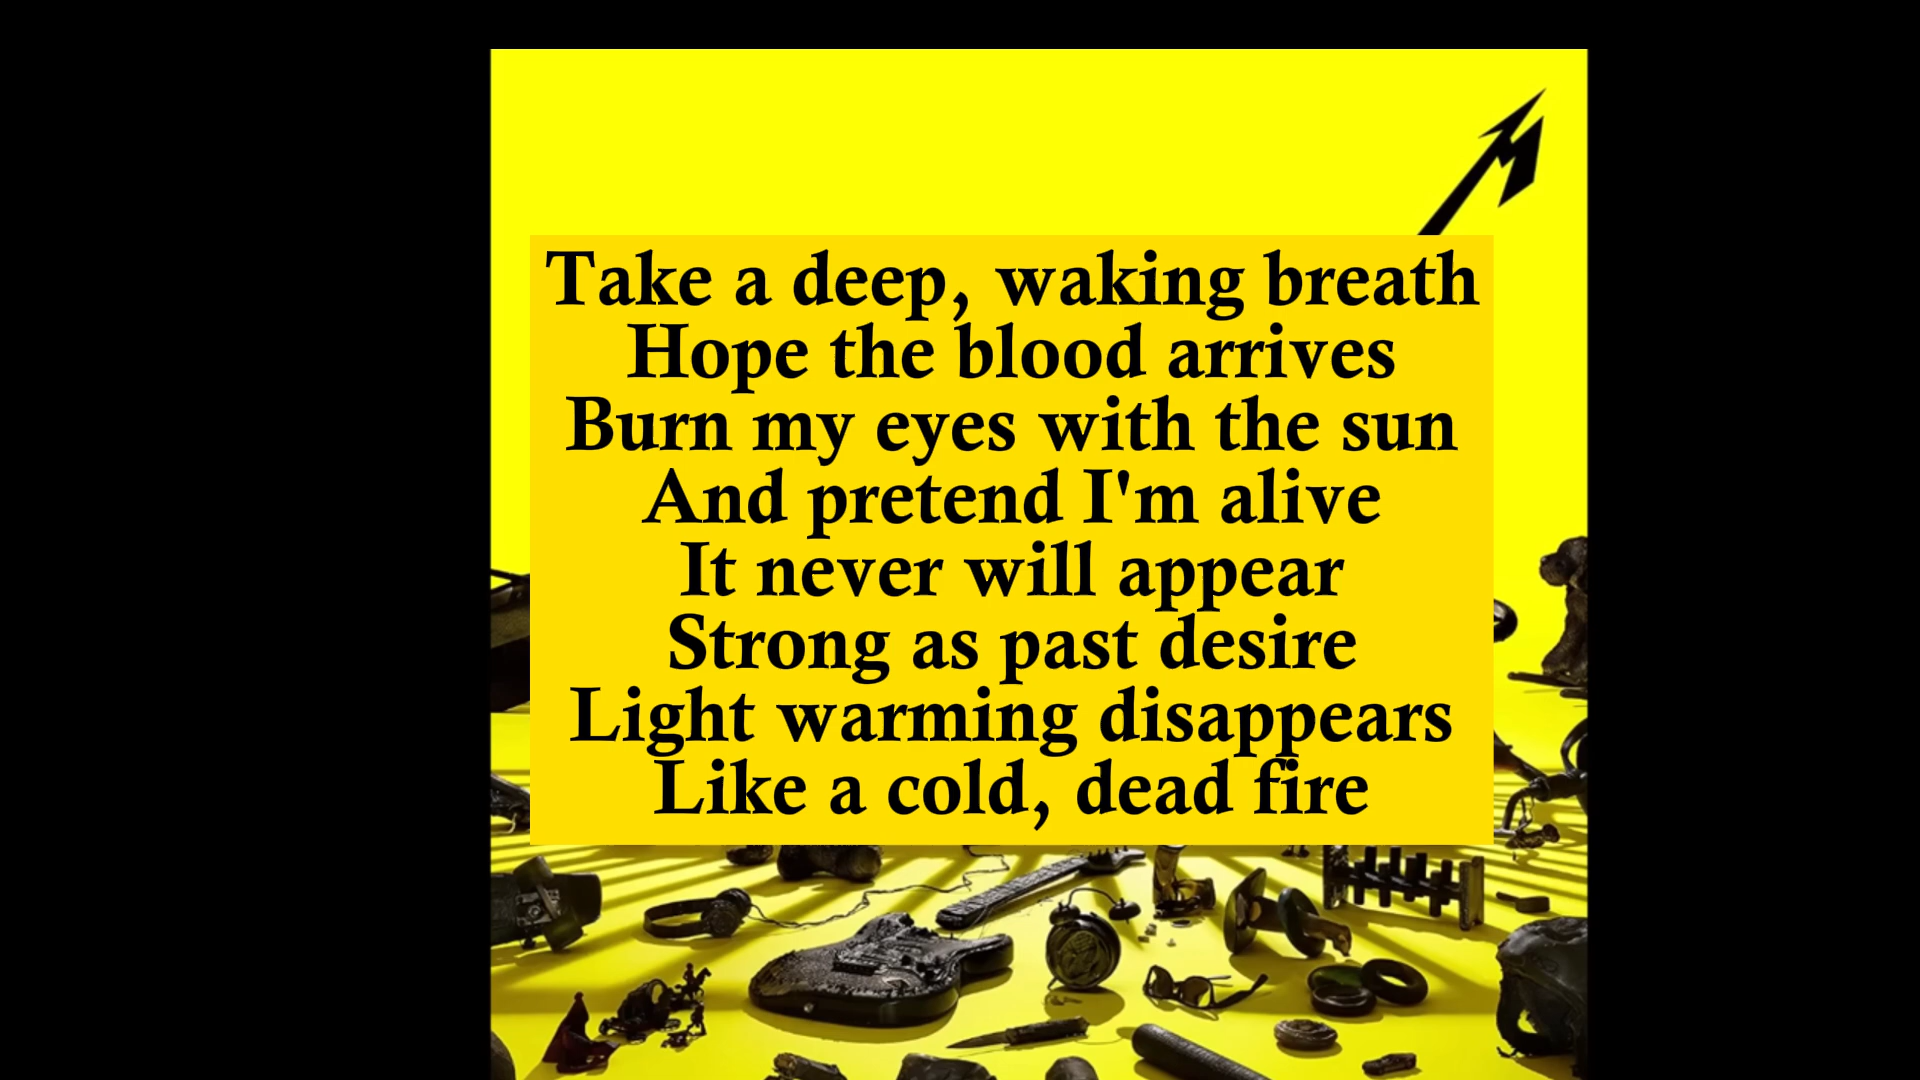 Take a deep, waking breath
Hope the blood arrives
Burn my eyes with the sun
And pretend I'm alive
It never will appear
Strong as past desire
Light warming disappears
Like a cold, dead fire